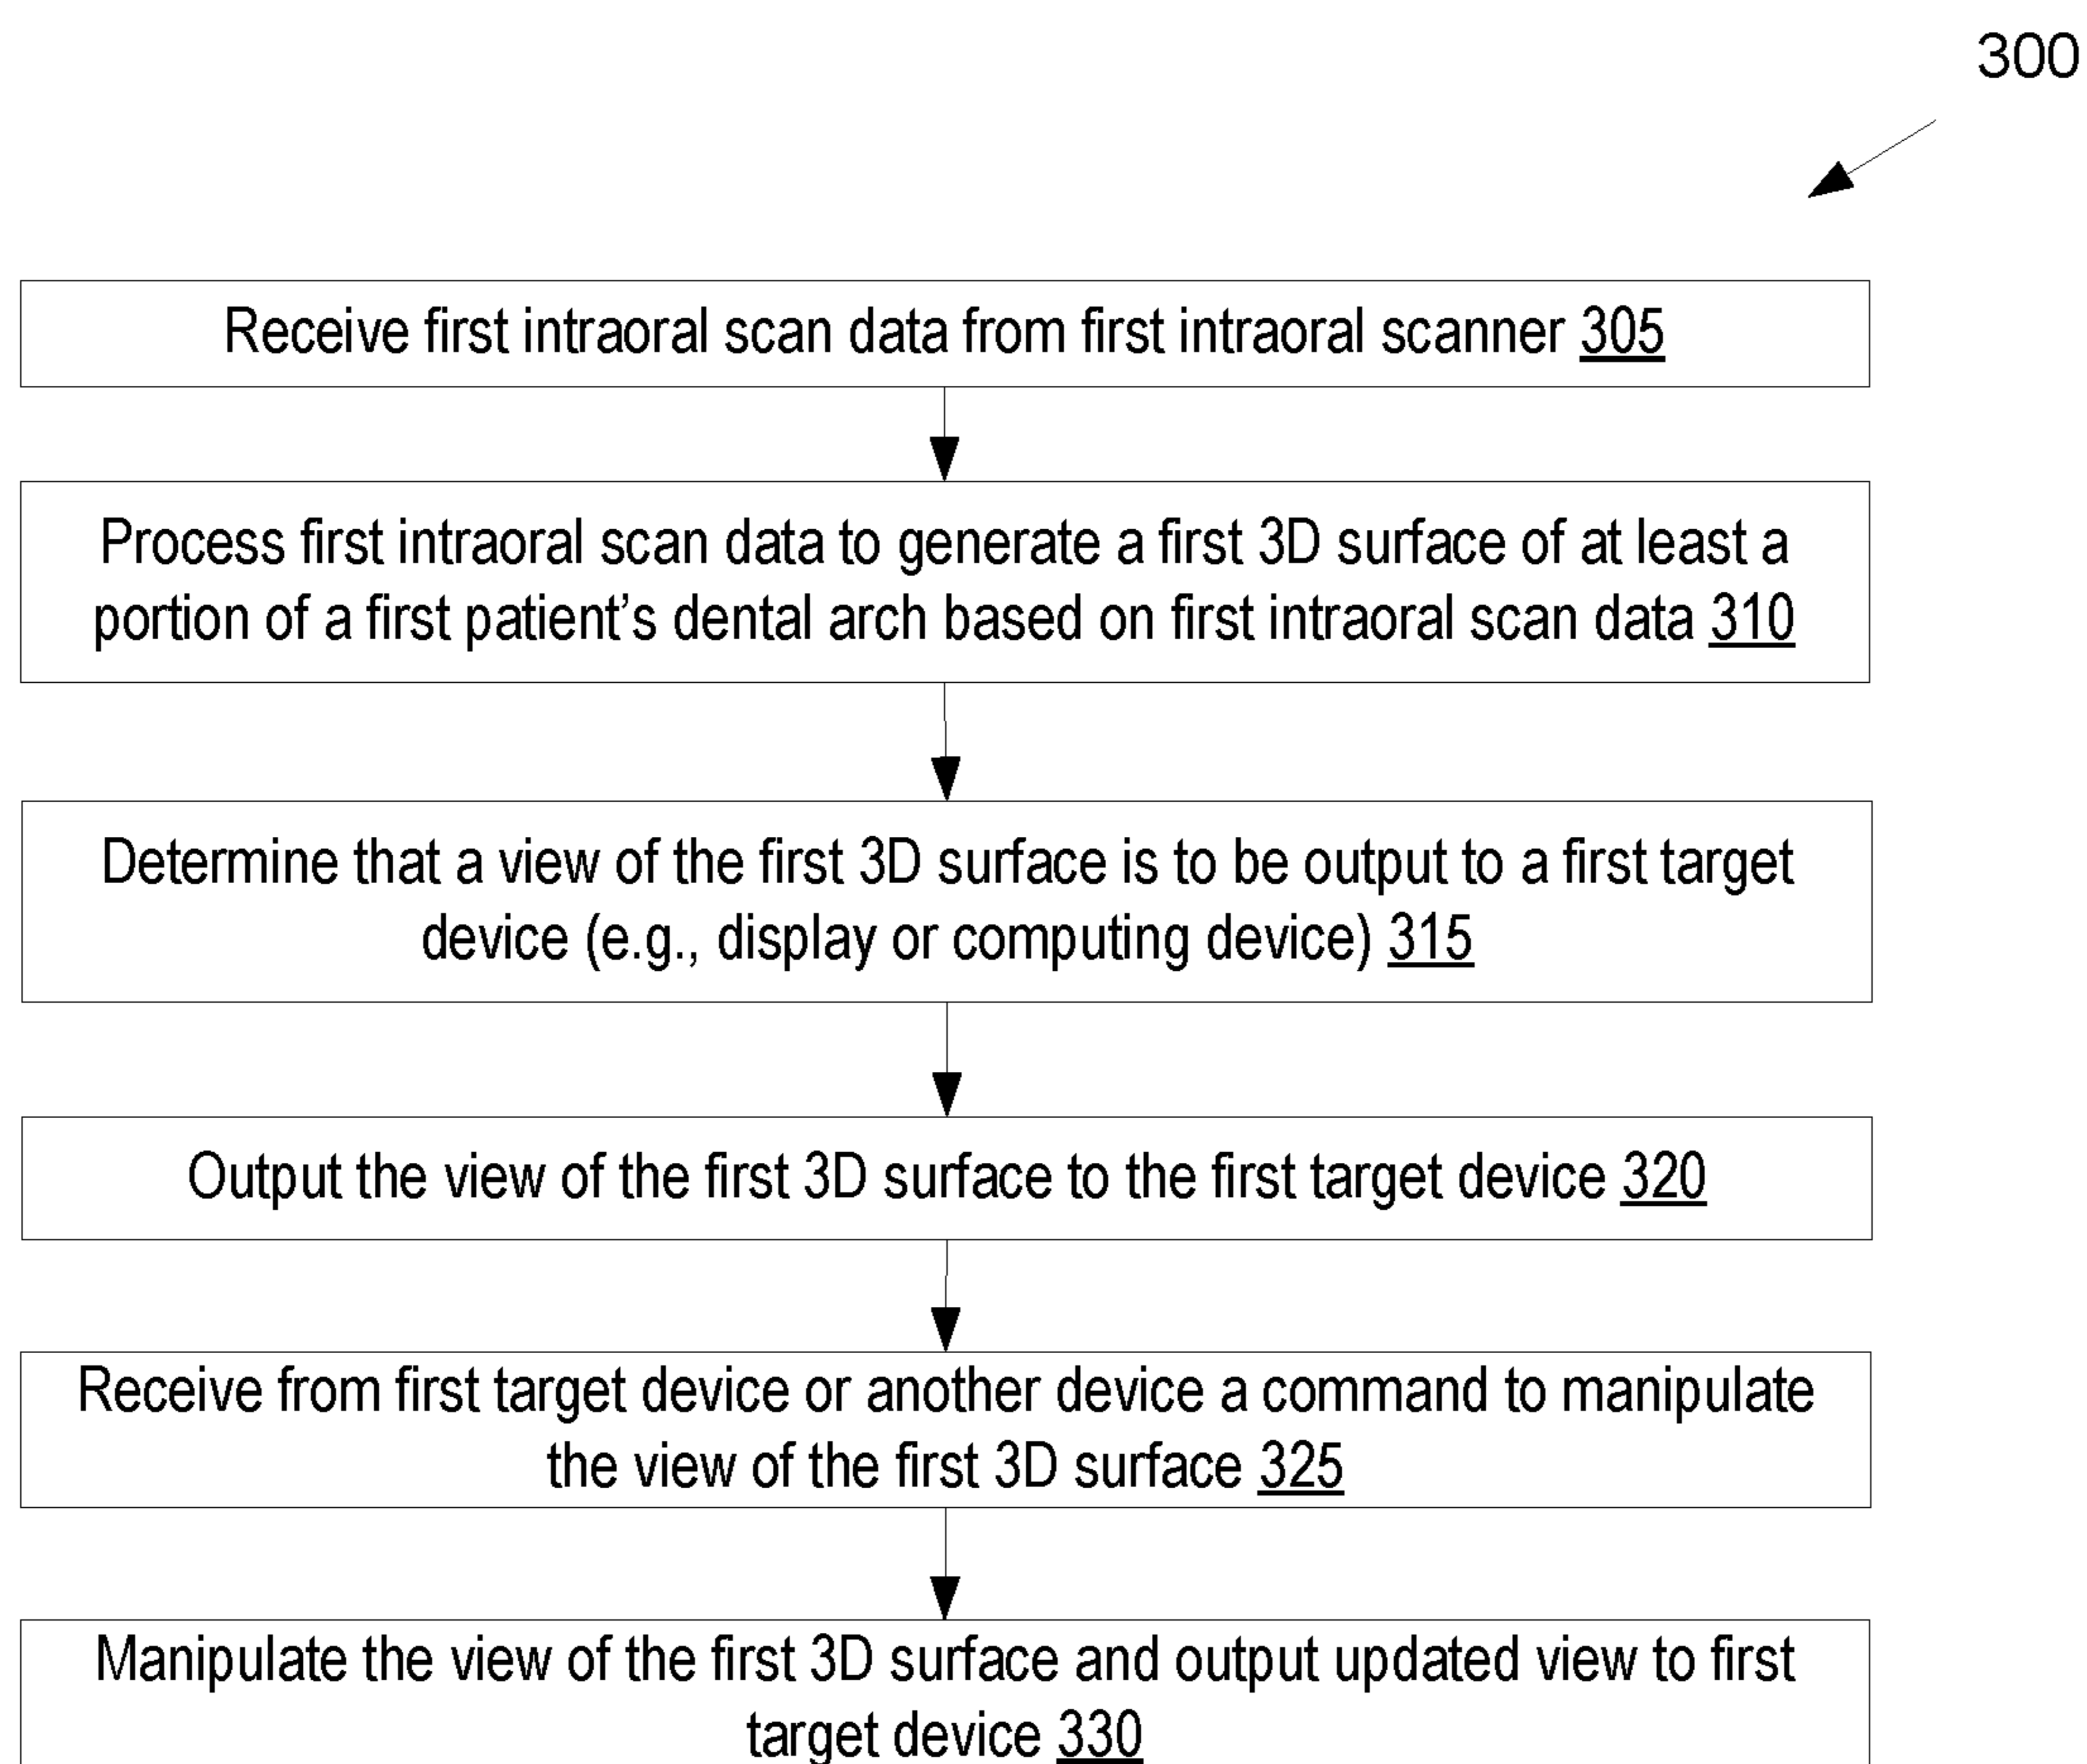 300
Receive first intraoral scan data from first intraoral scanner 305
Process first intraoral scan data to generate a first 3D surface of at least a
portion of a first patient’s dental arch based on first intraoral scan data 310
Determine that a view of the first 3D surface is to be output to a first target
device (e.g., display or computing device) 315
Output the view of the first 3D surface to the first target device 320
Receive from first target device or another device a command to manipulate
the view of the first 3D surface 325
Manipulate the view of the first 3D surface and output updated view to first
target device 330